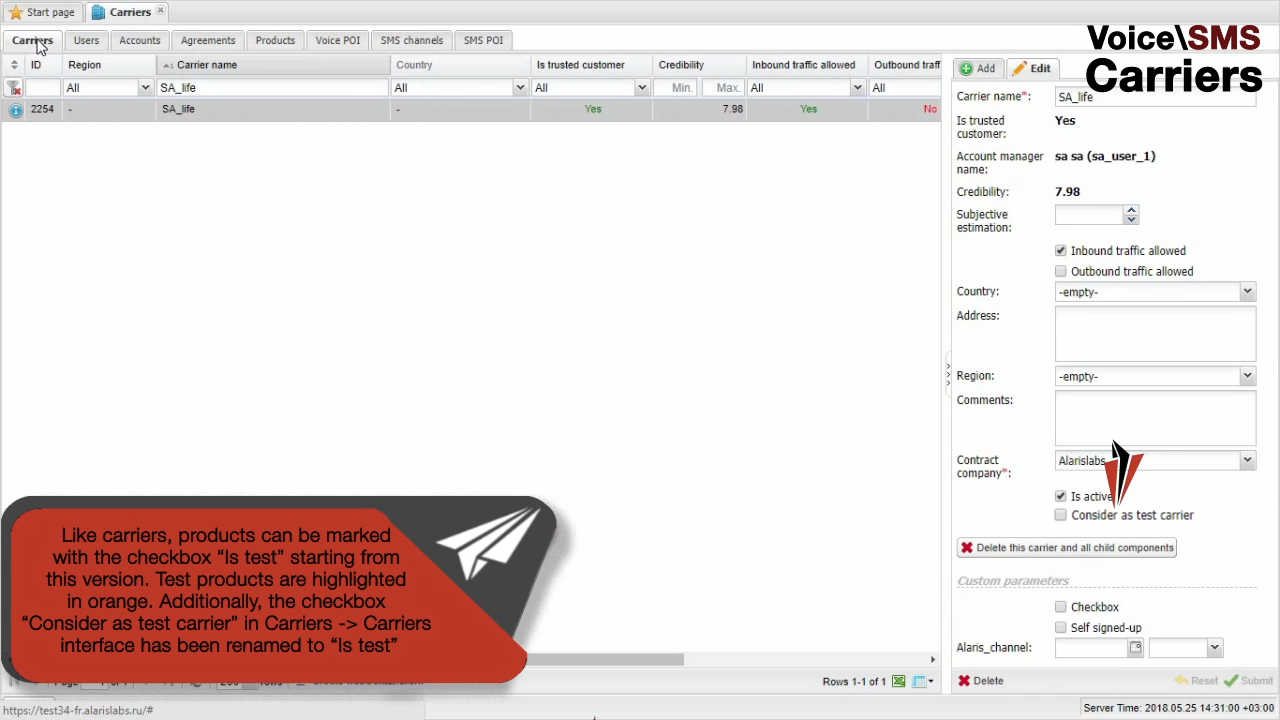 Start page
Carriers
Voice\SMS
Carriers
Carriers Users Accounts Agreements Products Voice POI SMS channels SMS POI
ID Region Carrier name Country Is trusted customer Credibility Inbound traffic allowed Outbound traff
All SA_life All All Min. Max. All All
2254 - SA_life - Yes 7.98 Yes No
Add Edit
Carrier name*: SA_life
Is trusted customer: Yes
Account manager name: sa sa (sa_user_1)
Credibility: 7.98
Subjective estimation:
Inbound traffic allowed
Outbound traffic allowed
Country: -empty-
Address:
Region: -empty-
Comments:
Contract company*: Alarislabs
Is active
Consider as test carrier
Delete this carrier and all child components
Custom parameters
Checkbox
Self signed-up
Alaris_channel:
Delete Reset Submit
Like carriers, products can be marked
with the checkbox “Is test” starting from
this version. Test products are highlighted
in orange. Additionally, the checkbox
“Consider as test carrier” in Carriers -> Carriers
interface has been renamed to “Is test”
Rows 1-1 of 1
https://test34-fr.alarislabs.ru/#
Server Time: 2018.05.25 14:31:00 +03:00